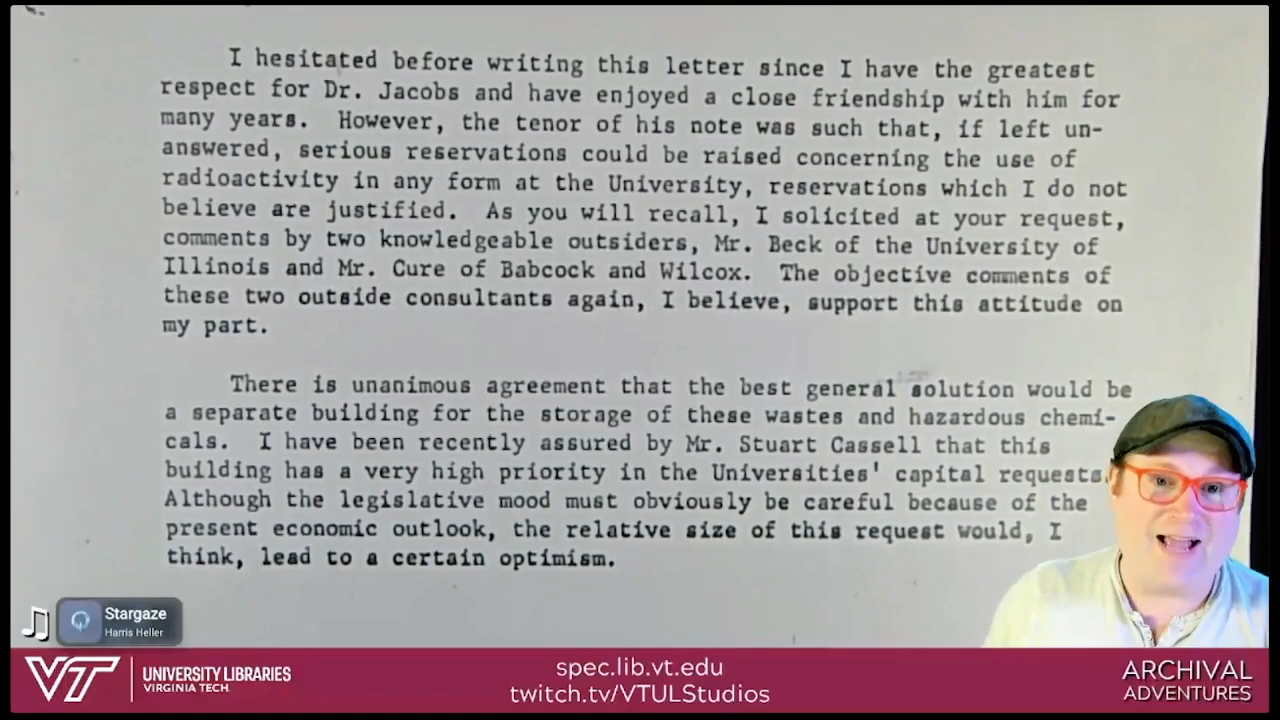 I hesitated before writing this letter since I have the greatest
respect for Dr. Jacobs and have enjoyed a close friendship with him for
many years. However, the tenor of his note was such that, if left un-
answered, serious reservations could be raised concerning the use of
radioactivity in any form at the University, reservations which I do not
believe are justified. As you will recall, I solicited at your request,
comments by two knowledgeable outsiders, Mr. Beck of the University of
Illinois and Mr. Cure of Babcock and Wilcox. The objective comments of
these two outside consultants again, I believe, support this attitude on
my part.
There is unanimous agreement that the best general solution would be
a separate building for the storage of these wastes and hazardous chemi-
cals. I have been recently assured by Mr. Stuart Cassell that this
building has a very high priority in the Universities' capital requests.
Although the legislative mood must obviously be careful because of the
present economic outlook, the relative size of this request would, I
think, lead to a certain optimism.
Stargaze
Harris Heller
VT
UNIVERSITY LIBRARIES
VIRGINIA TECH.
spec.lib.vt.edu
twitch.tv/VTULStudios
ARCHIVAL
ADVENTURES